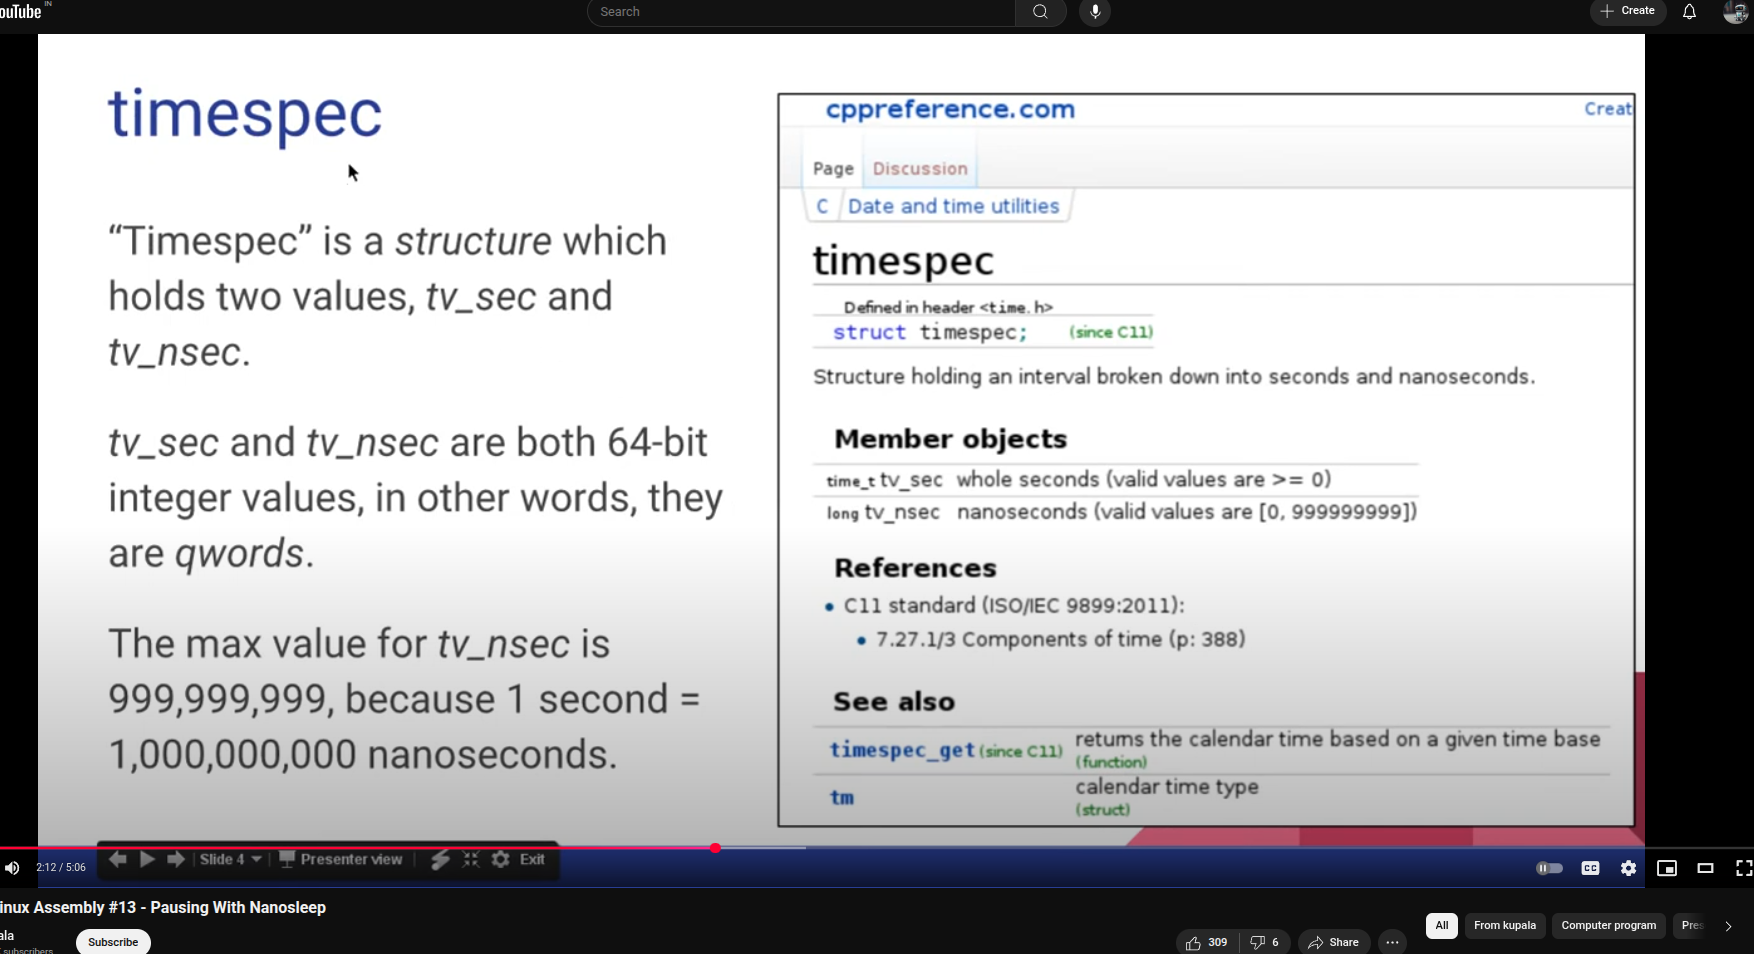 ouTube IN
Search
Create
timespec
“Timespec” is a structure which
holds two values, tv_sec and
tv_nsec.
tv_sec and tv_nsec are both 64-bit
integer values, in other words, they
are qwords.
The max value for tv_nsec is
999,999,999, because 1 second =
1,000,000,000 nanoseconds.
cppreference.com
Creat
Page Discussion
C Date and time utilities
timespec
Defined in header <time.h>
struct timespec; (since C11)
Structure holding an interval broken down into seconds and nanoseconds.
Member objects
time_t tv_sec whole seconds (valid values are >= 0)
long tv_nsec nanoseconds (valid values are [0, 999999999])
References
• C11 standard (ISO/IEC 9899:2011):
• 7.27.1/3 Components of time (p: 388)
See also
timespec_get (since C11) returns the calendar time based on a given time base
(function)
tm calendar time type
(struct)
2:12 / 5:06
Slide 4 Presenter view Exit
CC
inux Assembly #13 - Pausing With Nanosleep
ala
subscribers
Subscribe
309 6 Share ...
All From kupala Computer program Pres